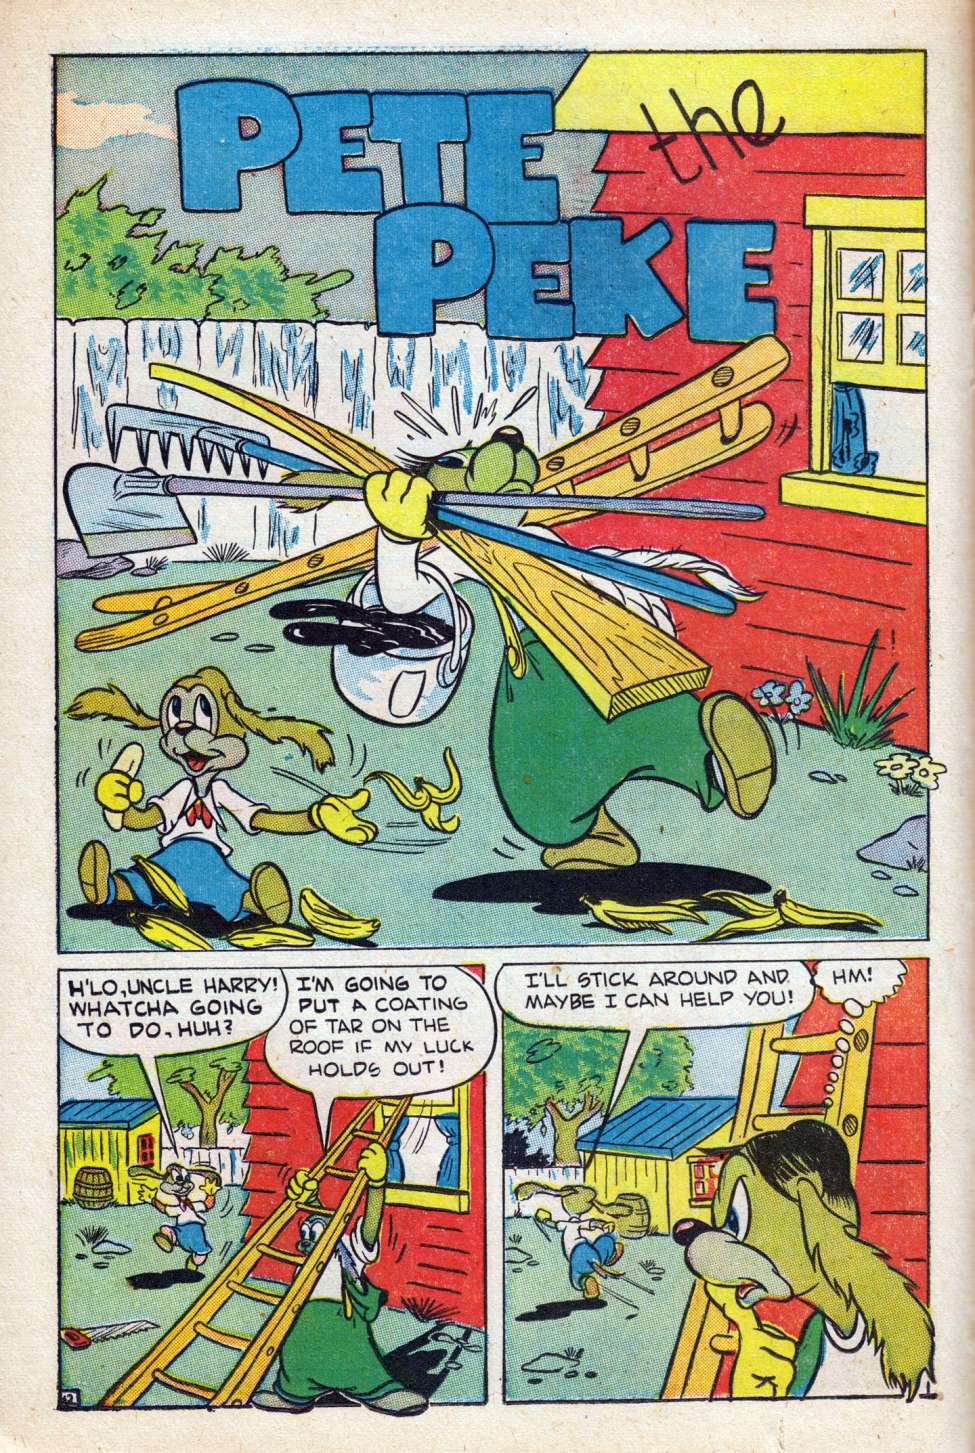 PETE the
PEKE
H'LO, UNCLE HARRY!
WHATCHA GOING
TO DO, HUH?
I'M GOING TO
PUT A COATING
OF TAR ON THE
ROOF IF MY LUCK
HOLDS OUT!
I'LL STICK AROUND AND
MAYBE I CAN HELP YOU!
HM!